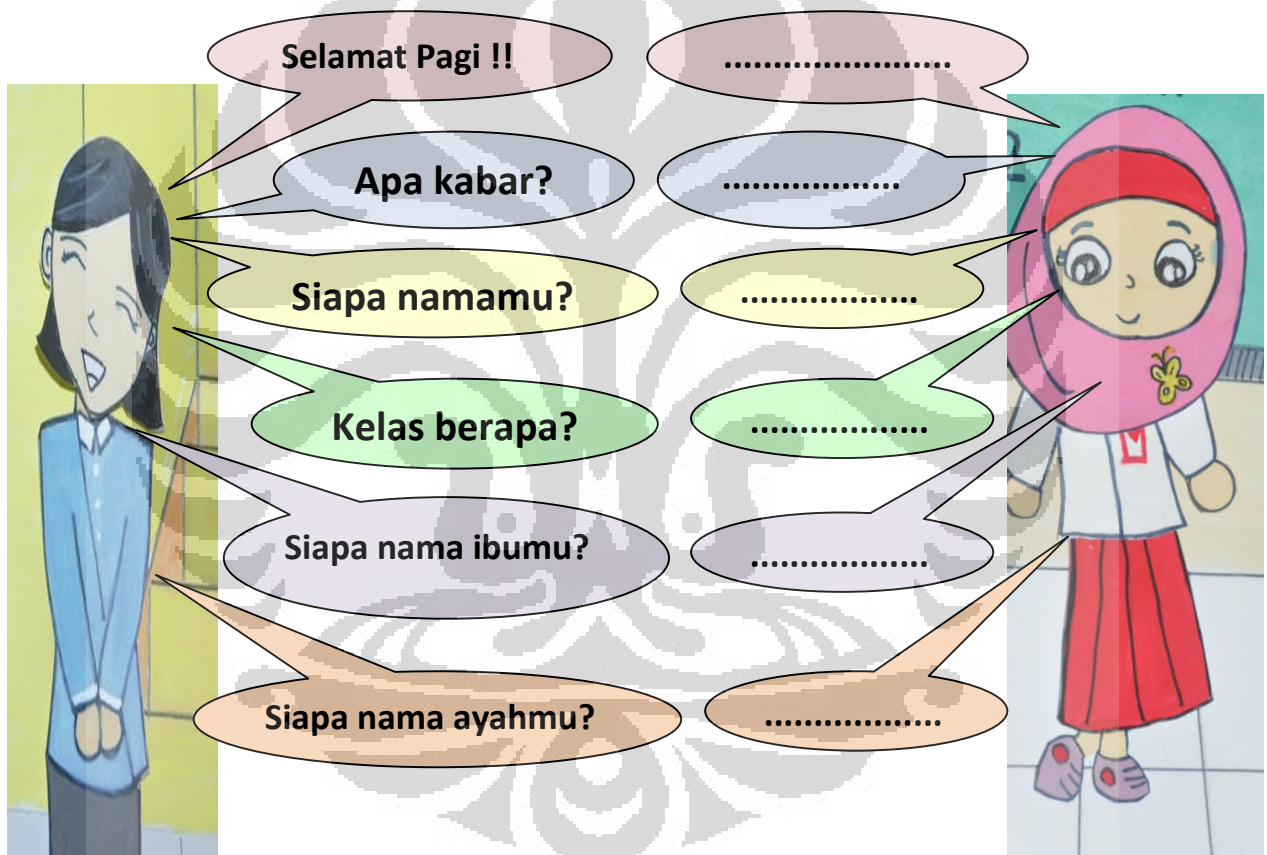 Selamat Pagi !!
.......................
Apa kabar?
..................
Siapa namamu?
..................
Kelas berapa?
..................
Siapa nama ibumu?
..................
Siapa nama ayahmu?
..................